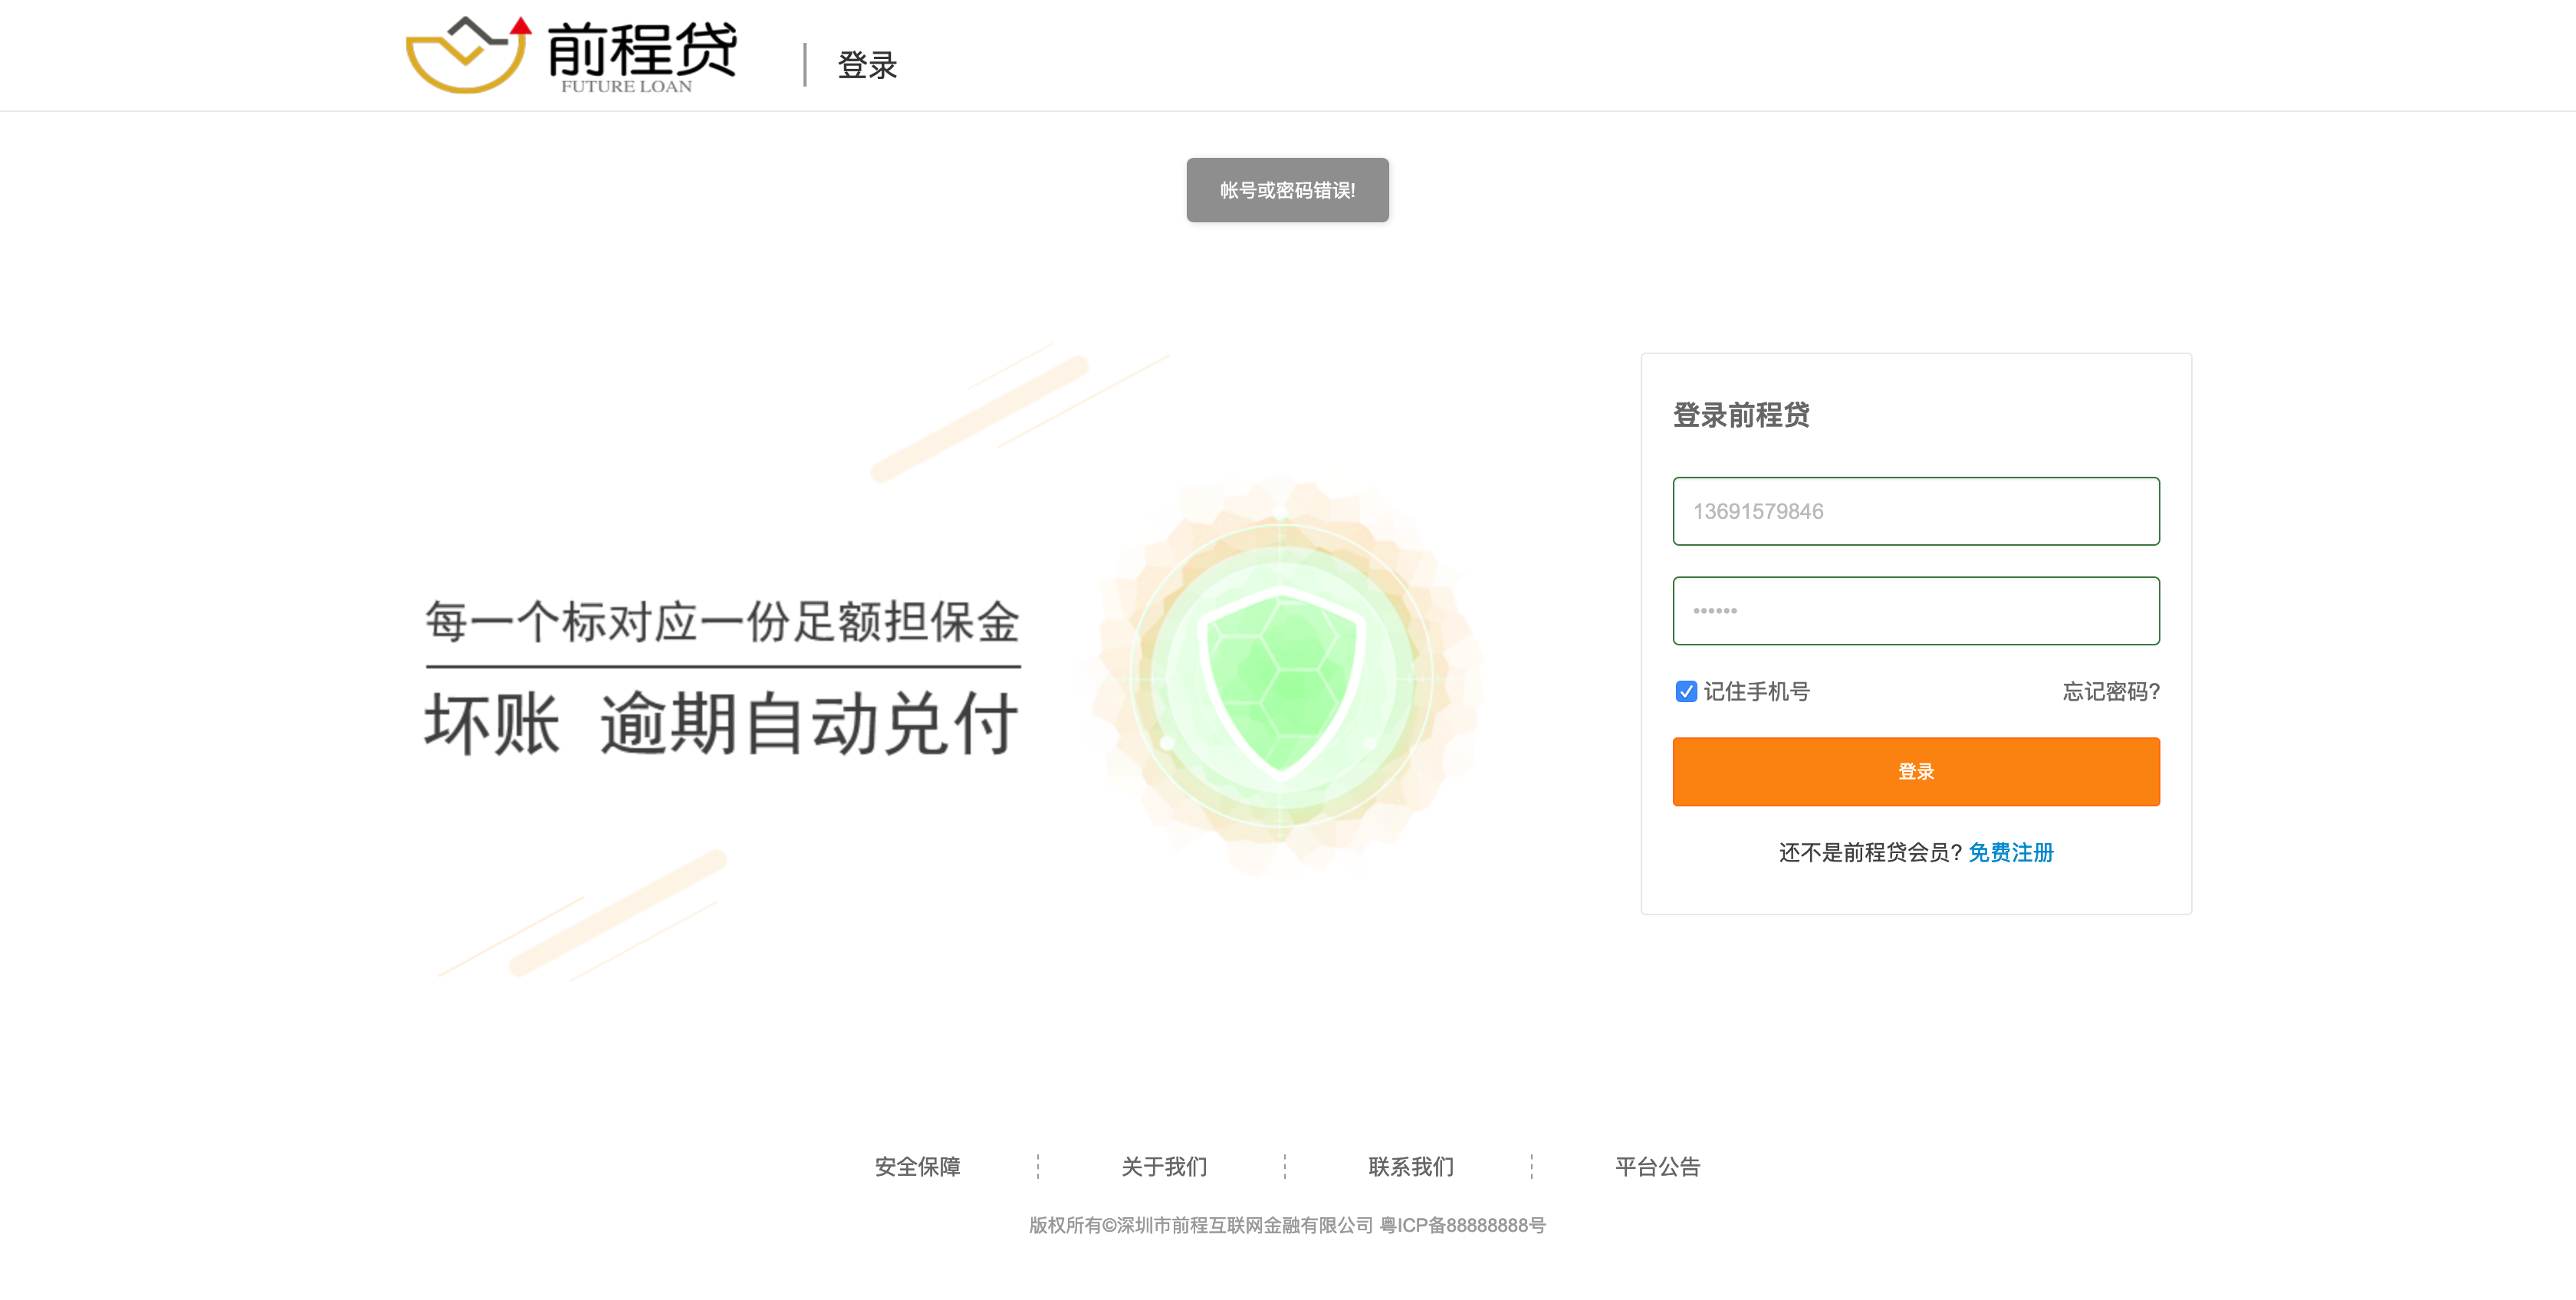 前程贷
FUTURE LOAN
登录
帐号或密码错误!
登录前程贷
13691579846
••••••
记住手机号 忘记密码?
登录
还不是前程贷会员? 免费注册
每一个标对应一份足额担保金
坏账 逾期自动兑付
安全保障 关于我们 联系我们 平台公告
版权所有©深圳市前程互联网金融有限公司 粤ICP备88888888号